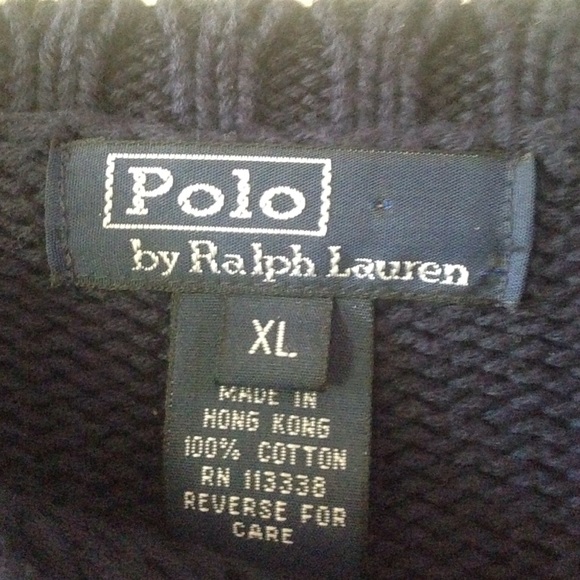 Polo
by Ralph Lauren
XL
MADE IN
HONG KONG
100% COTTON
RN 113338
REVERSE FOR
CARE